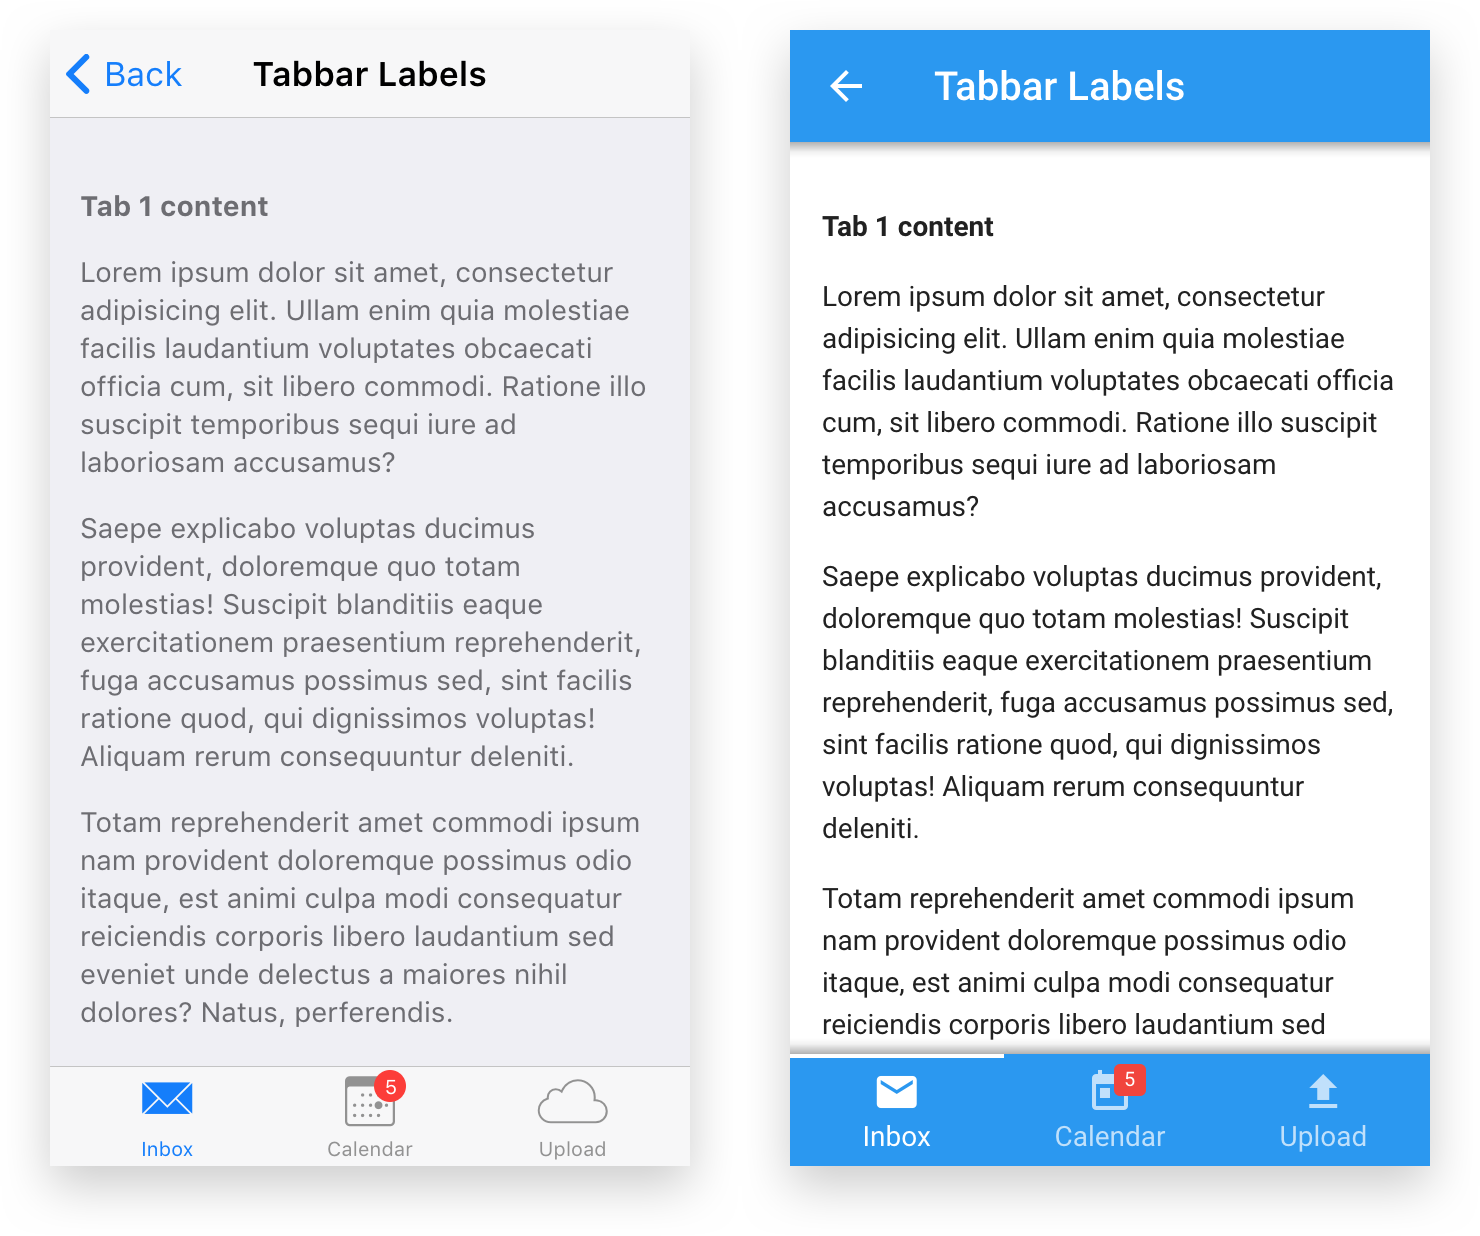 Back
Tabbar Labels
Tab 1 content
Lorem ipsum dolor sit amet, consectetur
adipisicing elit. Ullam enim quia molestiae
facilis laudantium voluptates obcaecati
officia cum, sit libero commodi. Ratione illo
suscipit temporibus sequi iure ad
laboriosam accusamus?
Saepe explicabo voluptas ducimus
provident, doloremque quo totam
molestias! Suscipit blanditiis eaque
exercitationem praesentium reprehenderit,
fuga accusamus possimus sed, sint facilis
ratione quod, qui dignissimos voluptas!
Aliquam rerum consequuntur deleniti.
Totam reprehenderit amet commodi ipsum
nam provident doloremque possimus odio
itaque, est animi culpa modi consequatur
reiciendis corporis libero laudantium sed
eveniet unde delectus a maiores nihil
dolores? Natus, perferendis.
5
Inbox
Calendar
Upload
Tabbar Labels
Tab 1 content
Lorem ipsum dolor sit amet, consectetur
adipisicing elit. Ullam enim quia molestiae
facilis laudantium voluptates obcaecati officia
cum, sit libero commodi. Ratione illo suscipit
temporibus sequi iure ad laboriosam
accusamus?
Saepe explicabo voluptas ducimus provident,
doloremque quo totam molestias! Suscipit
blanditiis eaque exercitationem praesentium
reprehenderit, fuga accusamus possimus sed,
sint facilis ratione quod, qui dignissimos
voluptas! Aliquam rerum consequuntur
deleniti.
Totam reprehenderit amet commodi ipsum
nam provident doloremque possimus odio
itaque, est animi culpa modi consequatur
reiciendis corporis libero laudantium sed
5
Inbox
Calendar
Upload